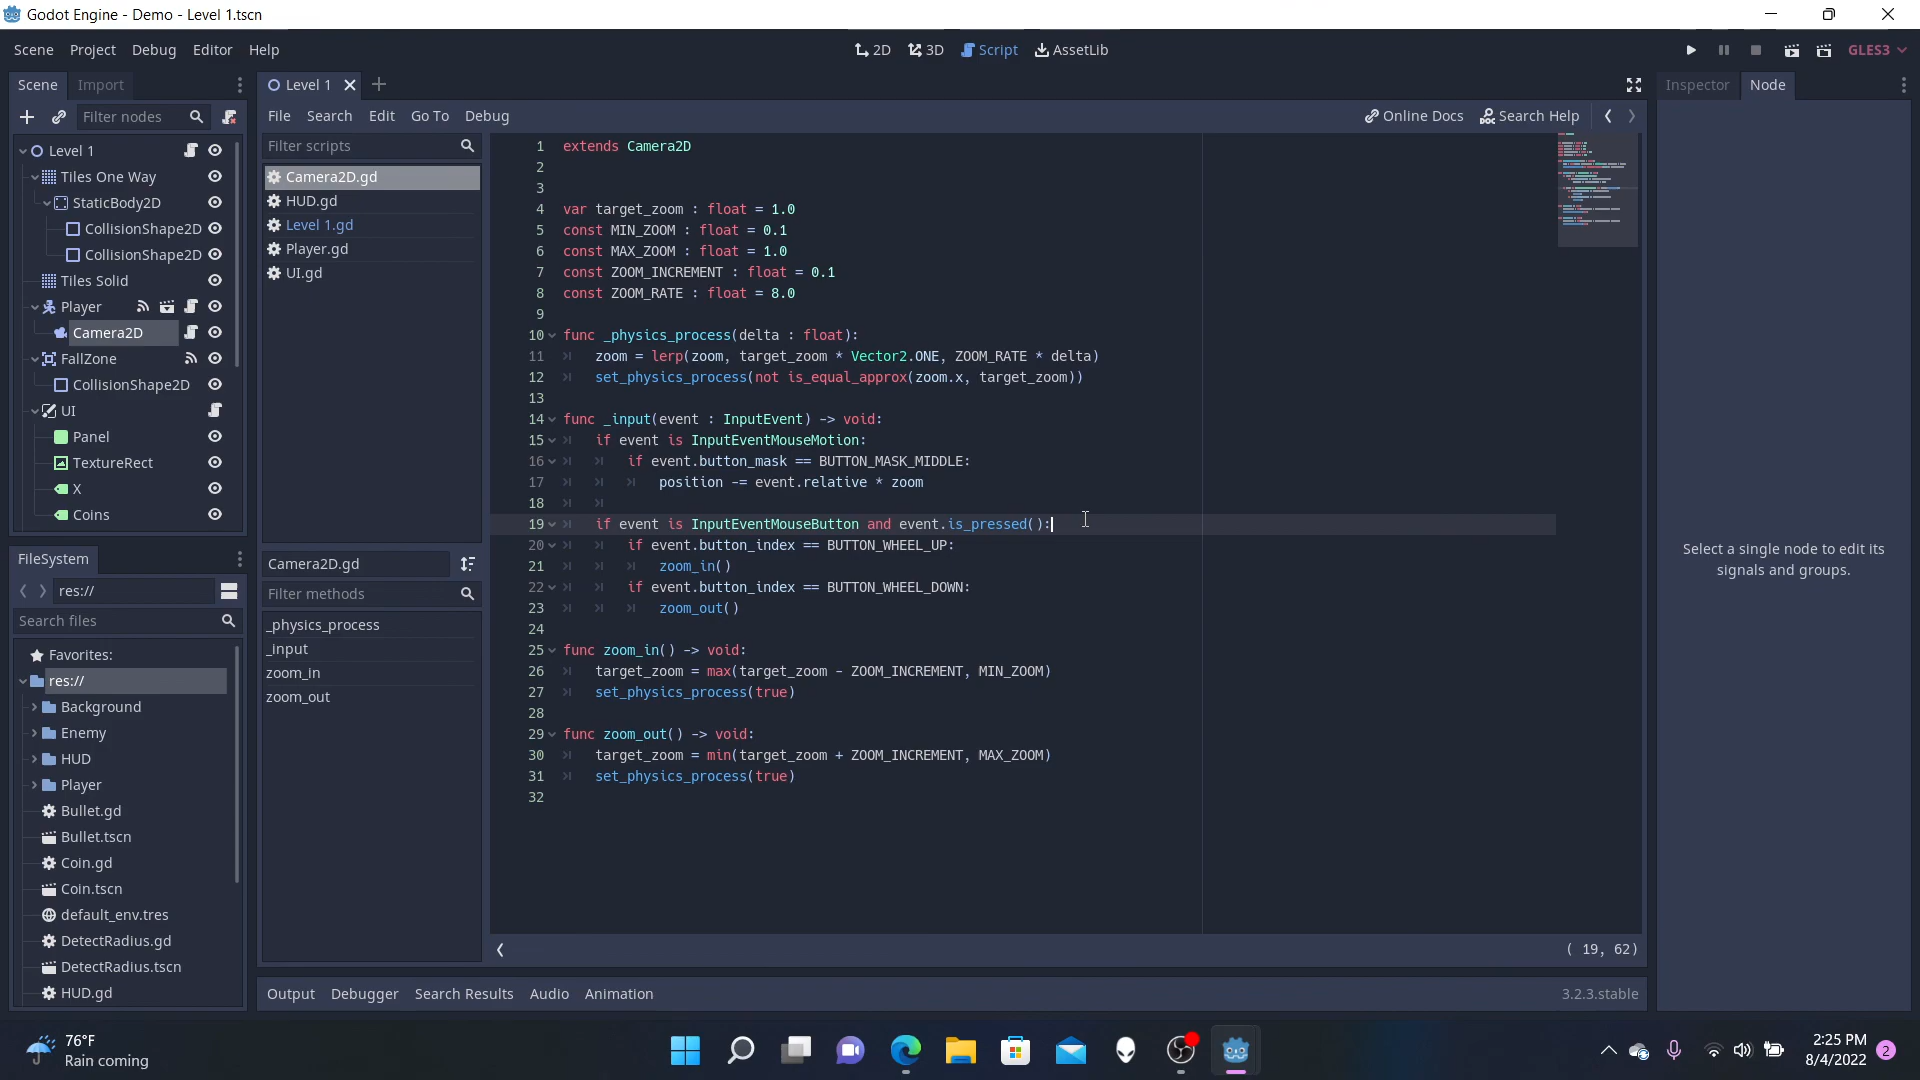 Godot Engine - Demo - Level 1.tscn
Scene Project Debug Editor Help
2D 3D Script AssetLib
GLES3
Scene Import
Filter nodes
Level 1
Tiles One Way
StaticBody2D
CollisionShape2D
CollisionShape2D
Tiles Solid
Player
Camera2D
FallZone
CollisionShape2D
UI
Panel
TextureRect
X
Coins
FileSystem
res://
Search files
Favorites:
res://
Background
Enemy
HUD
Player
Bullet.gd
Bullet.tscn
Coin.gd
Coin.tscn
default_env.tres
DetectRadius.gd
DetectRadius.tscn
HUD.gd
Level 1
File Search Edit Go To Debug
Online Docs Search Help
Filter scripts
Camera2D.gd
HUD.gd
Level 1.gd
Player.gd
UI.gd
Camera2D.gd
Filter methods
_physics_process
_input
zoom_in
zoom_out
1 extends Camera2D
2
3
4 var target_zoom : float = 1.0
5 const MIN_ZOOM : float = 0.1
6 const MAX_ZOOM : float = 1.0
7 const ZOOM_INCREMENT : float = 0.1
8 const ZOOM_RATE : float = 8.0
9
10 func _physics_process(delta : float):
11 zoom = lerp(zoom, target_zoom * Vector2.ONE, ZOOM_RATE * delta)
12 set_physics_process(not is_equal_approx(zoom.x, target_zoom))
13
14 func _input(event : InputEvent) -> void:
15 if event is InputEventMouseMotion:
16 if event.button_mask == BUTTON_MASK_MIDDLE:
17 position -= event.relative * zoom
18
19 if event is InputEventMouseButton and event.is_pressed():
20 if event.button_index == BUTTON_WHEEL_UP:
21 zoom_in()
22 if event.button_index == BUTTON_WHEEL_DOWN:
23 zoom_out()
24
25 func zoom_in() -> void:
26 target_zoom = max(target_zoom - ZOOM_INCREMENT, MIN_ZOOM)
27 set_physics_process(true)
28
29 func zoom_out() -> void:
30 target_zoom = min(target_zoom + ZOOM_INCREMENT, MAX_ZOOM)
31 set_physics_process(true)
32
( 19, 62)
Output Debugger Search Results Audio Animation
3.2.3.stable
Inspector Node
Select a single node to edit its
signals and groups.
76°F
Rain coming
2:25 PM
8/4/2022
2